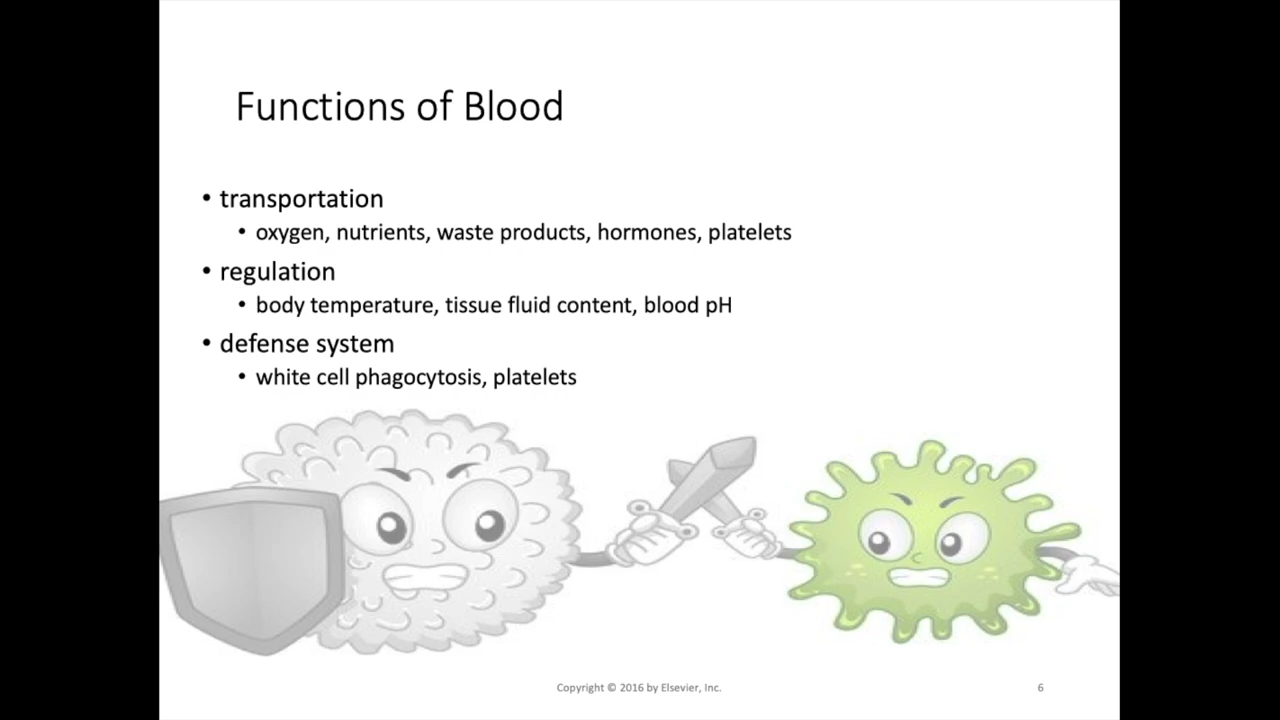 Functions of Blood
• transportation
• oxygen, nutrients, waste products, hormones, platelets
• regulation
• body temperature, tissue fluid content, blood pH
• defense system
• white cell phagocytosis, platelets
Copyright © 2016 by Elsevier, Inc.
6